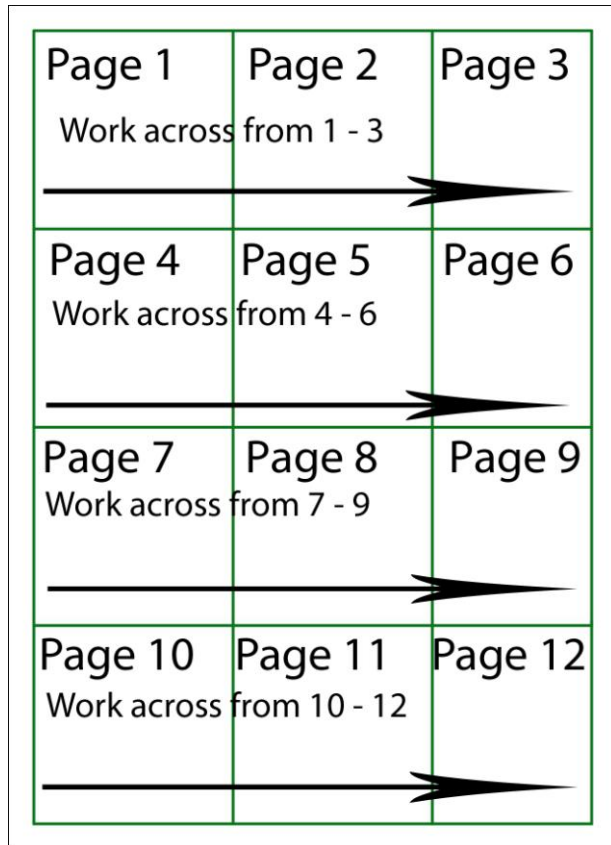 Page 1 Page 2 Page 3
Work across from 1 - 3
Page 4 Page 5 Page 6
Work across from 4 - 6
Page 7 Page 8 Page 9
Work across from 7 - 9
Page 10 Page 11 Page 12
Work across from 10 - 12